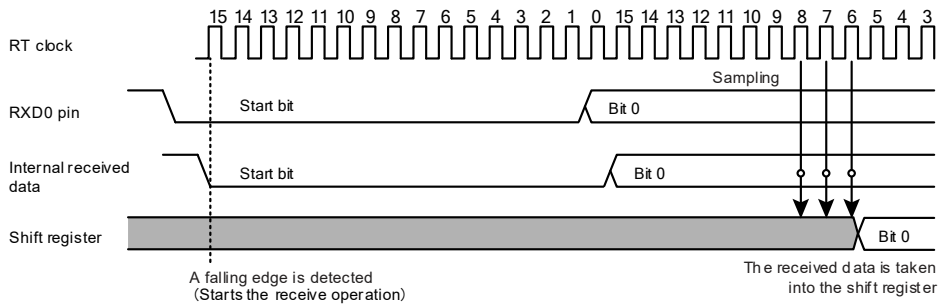 15 14 13 12 11 10 9 8 7 6 5 4 3 2 1 0 15 14 13 12 11 10 9 8 7 6 5 4 3
RT clock
Sampling
RXD0 pin
Start bit
Bit 0
Internal received
data
Start bit
Bit 0
Shift register
Bit 0
A falling edge is detected
(Starts the receive operation)
The received data is taken
into the shift register